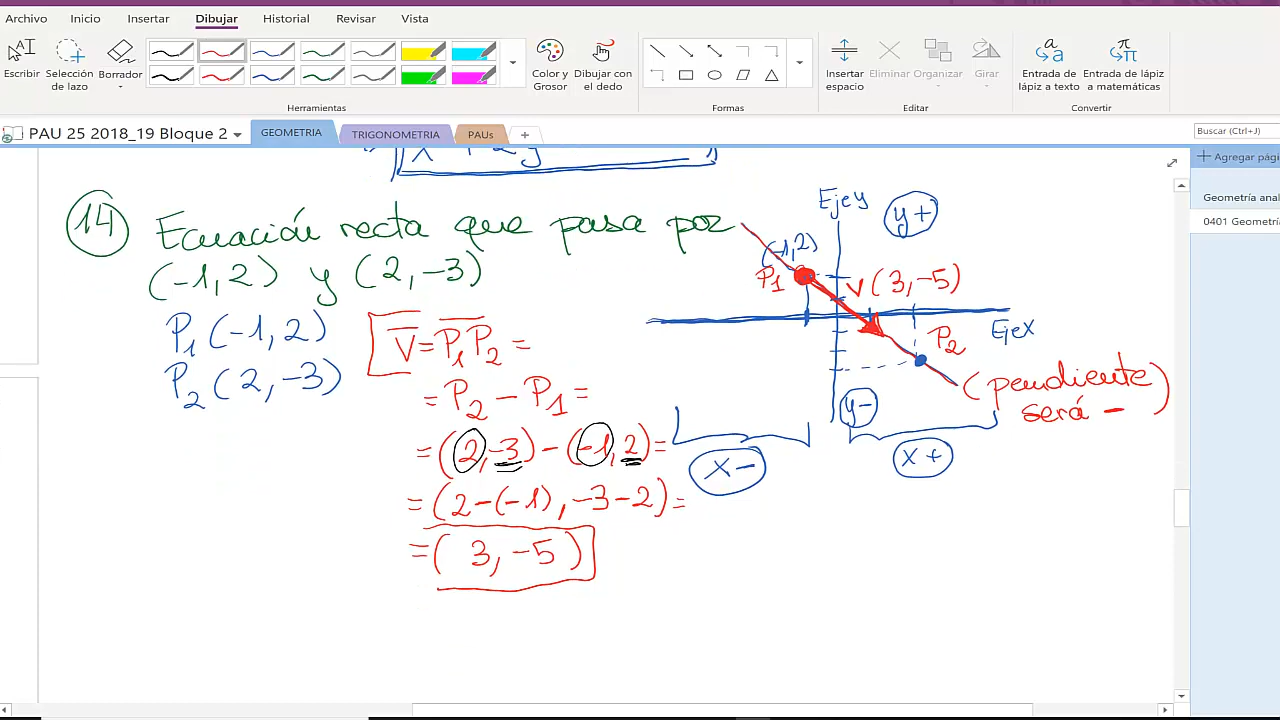 Archivo Inicio Insertar Dibujar Historial Revisar Vista
Escribir Selección de lazo Borrador Color y Grosor Dibujar con el dedo Insertar espacio Eliminar Organizar Girar Entrada de lápiz a texto Entrada de lápiz a matemáticas
Herramientas Formas Editar Convertir
PAU 25 2018_19 Bloque 2 GEOMETRIA TRIGONOMETRIA PAUs
Buscar (Ctrl+J)
Agregar pági
Geometría anal
0401 Geometrí
14 Ecuación recta que pasa por
(-1,2) y (2,-3)
P1(-1,2)
P2(2,-3)
V=P1P2=
=P2-P1=
=(2,-3)-(-1,2)=
=(2-(-1),-3-2)=
=(3,-5)
Eje y
y+
(-1,2)
P1
v(3,-5)
Eje x
P2
(pendiente
será -)
y-
x-
x+